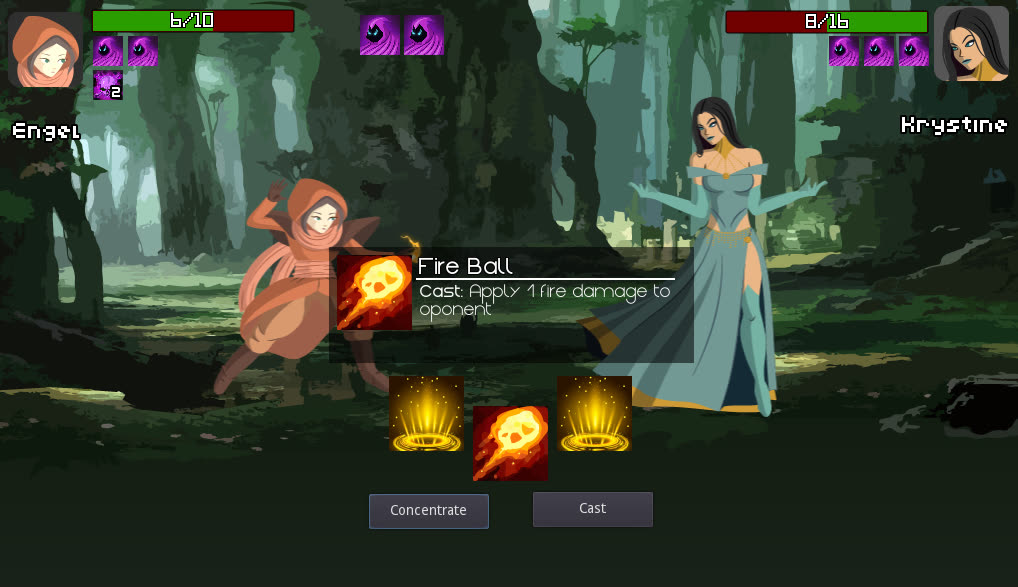 6/10
8/16
2
Engel
Krystine
Fire Ball
Cast: Apply 1 fire damage to
oponent
Concentrate
Cast